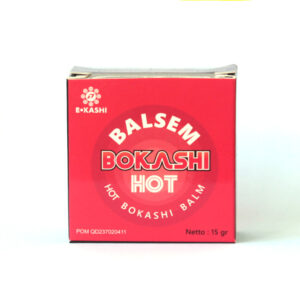 BOKASHI
BALSEM
BOKASHI
HOT
HOT BOKASHI BALM
POM QD237020411
Netto : 15 gr